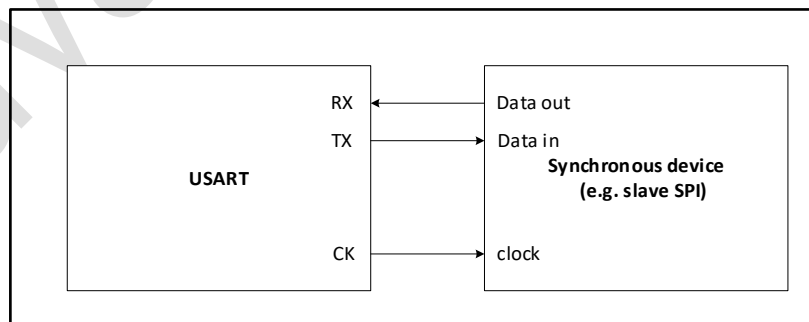 RX
Data out
TX
Data in
USART
Synchronous device
(e.g. slave SPI)
CK
clock